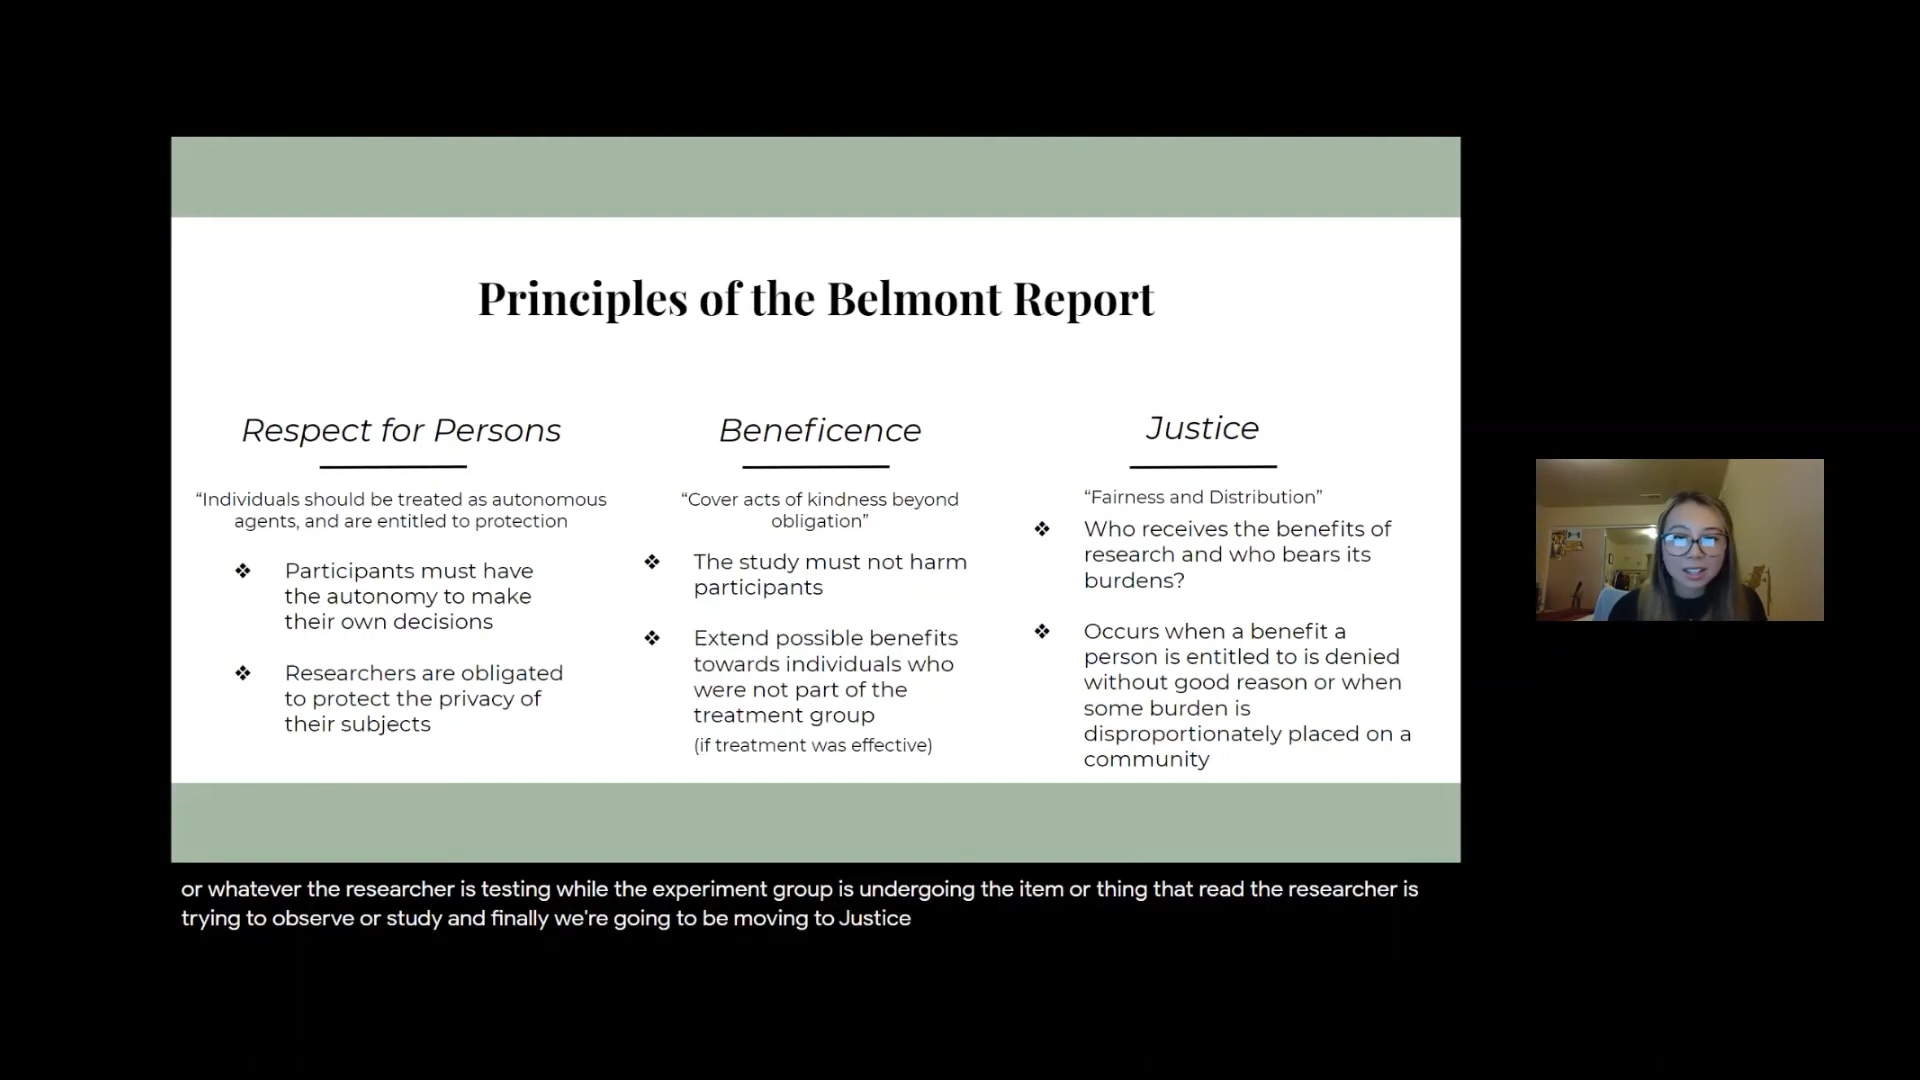 Principles of the Belmont Report
Respect for Persons
“Individuals should be treated as autonomous
agents, and are entitled to protection
❖ Participants must have
the autonomy to make
their own decisions
❖ Researchers are obligated
to protect the privacy of
their subjects
Beneficence
“Cover acts of kindness beyond
obligation”
❖ The study must not harm
participants
❖ Extend possible benefits
towards individuals who
were not part of the
treatment group
(if treatment was effective)
Justice
“Fairness and Distribution”
❖ Who receives the benefits of
research and who bears its
burdens?
❖ Occurs when a benefit a
person is entitled to is denied
without good reason or when
some burden is
disproportionately placed on a
community
or whatever the researcher is testing while the experiment group is undergoing the item or thing that read the researcher is
trying to observe or study and finally we're going to be moving to Justice